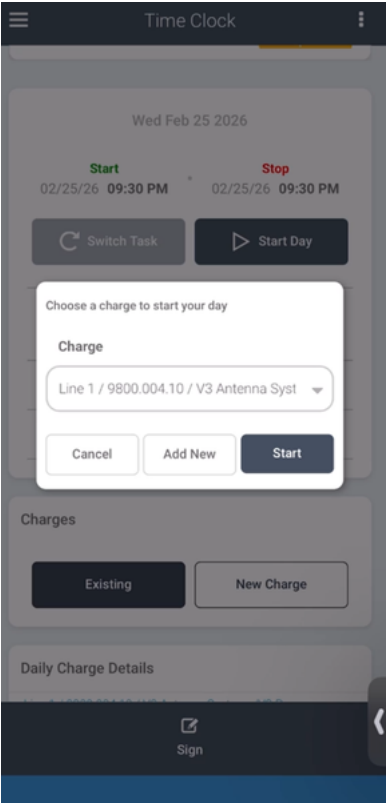 Time Clock
Wed Feb 25 2026
Start
Stop
02/25/26 09:30 PM
02/25/26 09:30 PM
Switch Task
Start Day
Choose a charge to start your day
Charge
Line 1 / 9800.004.10 / V3 Antenna Syst
Cancel
Add New
Start
Charges
Existing
New Charge
Daily Charge Details
Sign